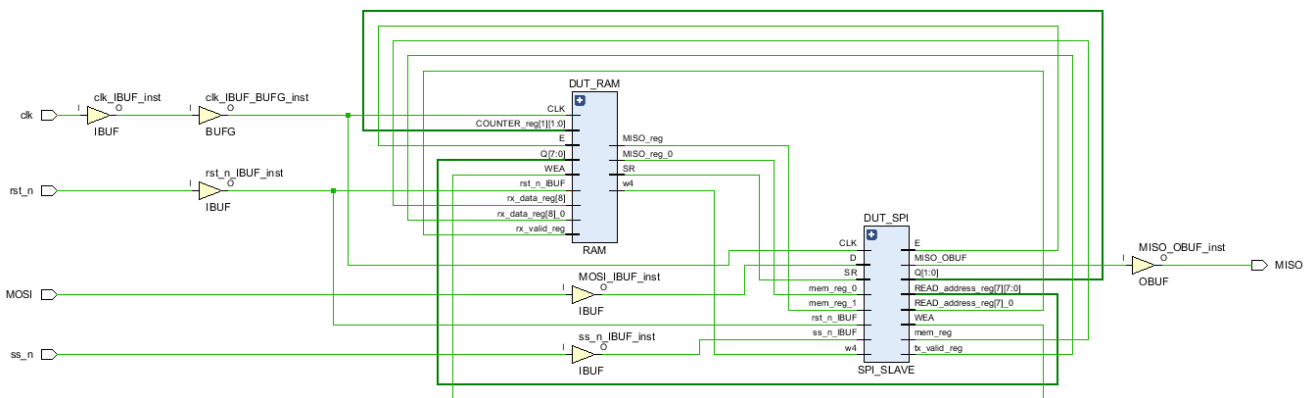 DUT_RAM
clk_IBUF_inst
clk_IBUF_BUFG_inst
clk
I
O
I
O
IBUF
BUFG
CLK
COUNTER_reg[1][1:0]
E
Q[7:0]
WEA
rst_n_IBUF
rx_data_reg[8]
rx_data_reg[8]_0
rx_valid_reg
MISO_reg
MISO_reg_0
SR
w4
RAM
rst_n_IBUF_inst
rst_n
I
O
IBUF
DUT_SPI
CLK
D
SR
mem_reg_0
mem_reg_1
rst_n_IBUF
ss_n_IBUF
w4
E
MISO_OBUF
Q[1:0]
READ_address_reg[7][7:0]
READ_address_reg[7]_0
WEA
mem_reg
tx_valid_reg
SPI_SLAVE
MISO_OBUF_inst
I
O
OBUF
MISO
MOSI_IBUF_inst
MOSI
I
O
IBUF
ss_n_IBUF_inst
ss_n
I
O
IBUF